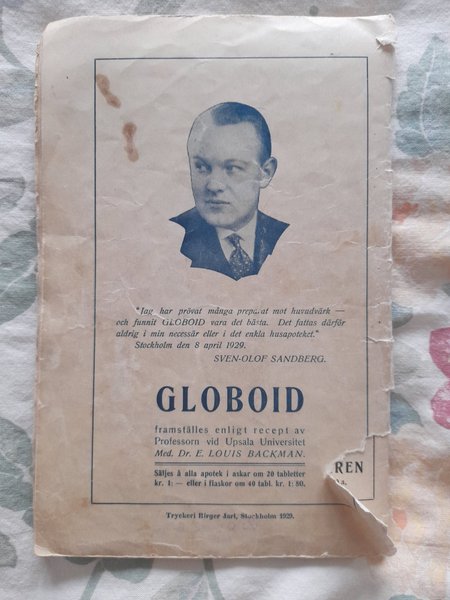 "Jag har prövat många preparat mot huvudvärk —
och funnit GLOBOID vara det bästa. Det fattas därför
aldrig i min necessär eller i det enkla husapoteket."
Stockholm den 8 april 1929.
SVEN-OLOF SANDBERG.
GLOBOID
framställes enligt recept av
Professorn vid Upsala Universitet
Med. Dr. E. LOUIS BACKMAN.
Säljes å alla apotek i askar om 20 tabletter
kr. 1: — eller i flaskor om 40 tabl. kr. 1: 80.
REN
Tryckeri Birger Jarl, Stockholm 1929.